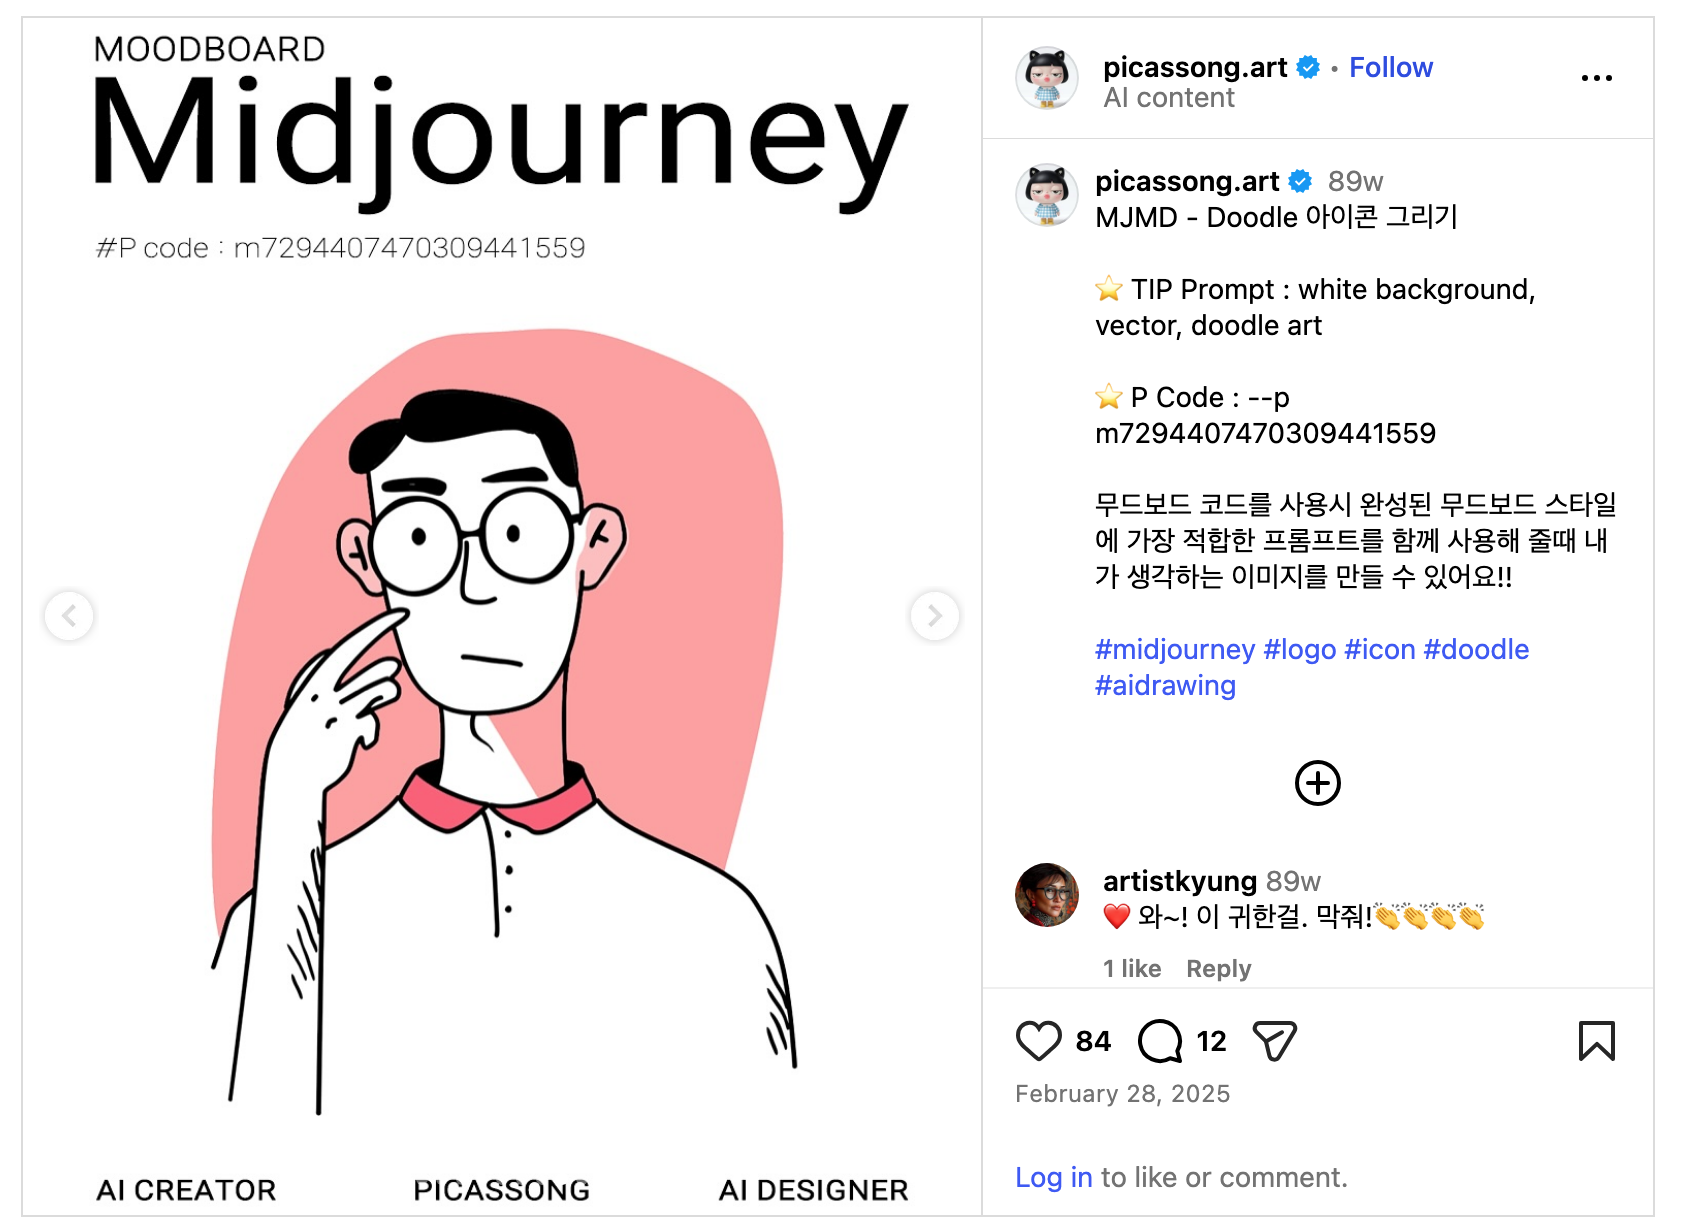 MOODBOARD
Midjourney
#P code : m7294407470309441559
AI CREATOR
PICASSONG
AI DESIGNER
picassong.art • Follow
AI content
picassong.art 89w
MJMD - Doodle 아이콘 그리기
⭐ TIP Prompt : white background,
vector, doodle art
⭐ P Code : --p
m7294407470309441559
무드보드 코드를 사용시 완성된 무드보드 스타일
에 가장 적합한 프롬프트를 함께 사용해 줄때 내
가 생각하는 이미지를 만들 수 있어요!!
#midjourney #logo #icon #doodle
#aidrawing
artistkyung 89w
❤️ 와~! 이 귀한걸. 막줘!👏👏👏👏
1 like Reply
84 12
February 28, 2025
Log in to like or comment.